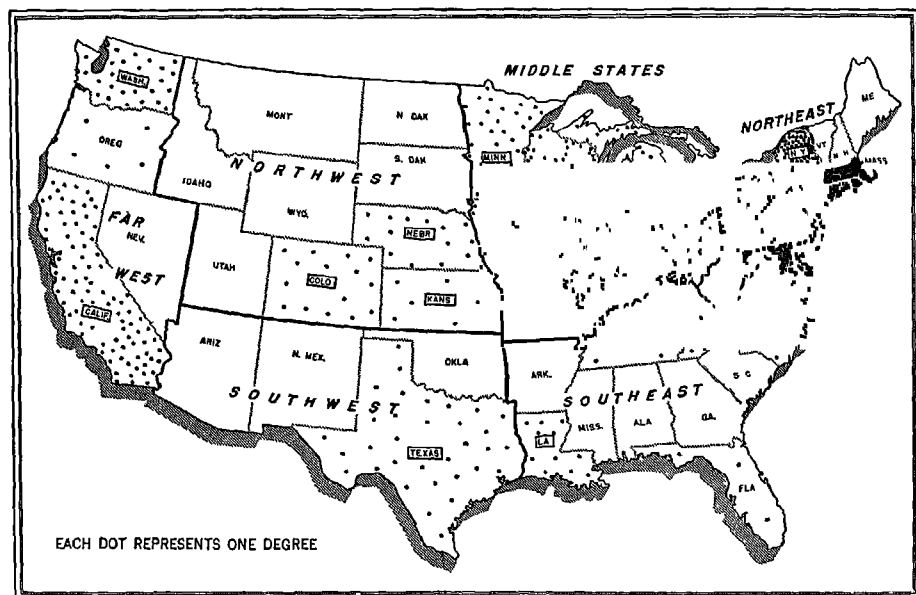 MIDDLE STATES
NORTHEAST
WASH.
MONT
N DAK
ME
OREG
S. DAK
MINN
N Y
VT
N H
MASS
NORTHWEST
IDAHO
WYO.
NEBR
FAR
NEV.
WEST
UTAH
COLO
KANS
CALIF
ARIZ
N. MEX.
OKLA
ARK.
S C
SOUTHWEST
SOUTHEAST
MISS.
ALA
GA.
TEXAS
LA
FLA
EACH DOT REPRESENTS ONE DEGREE